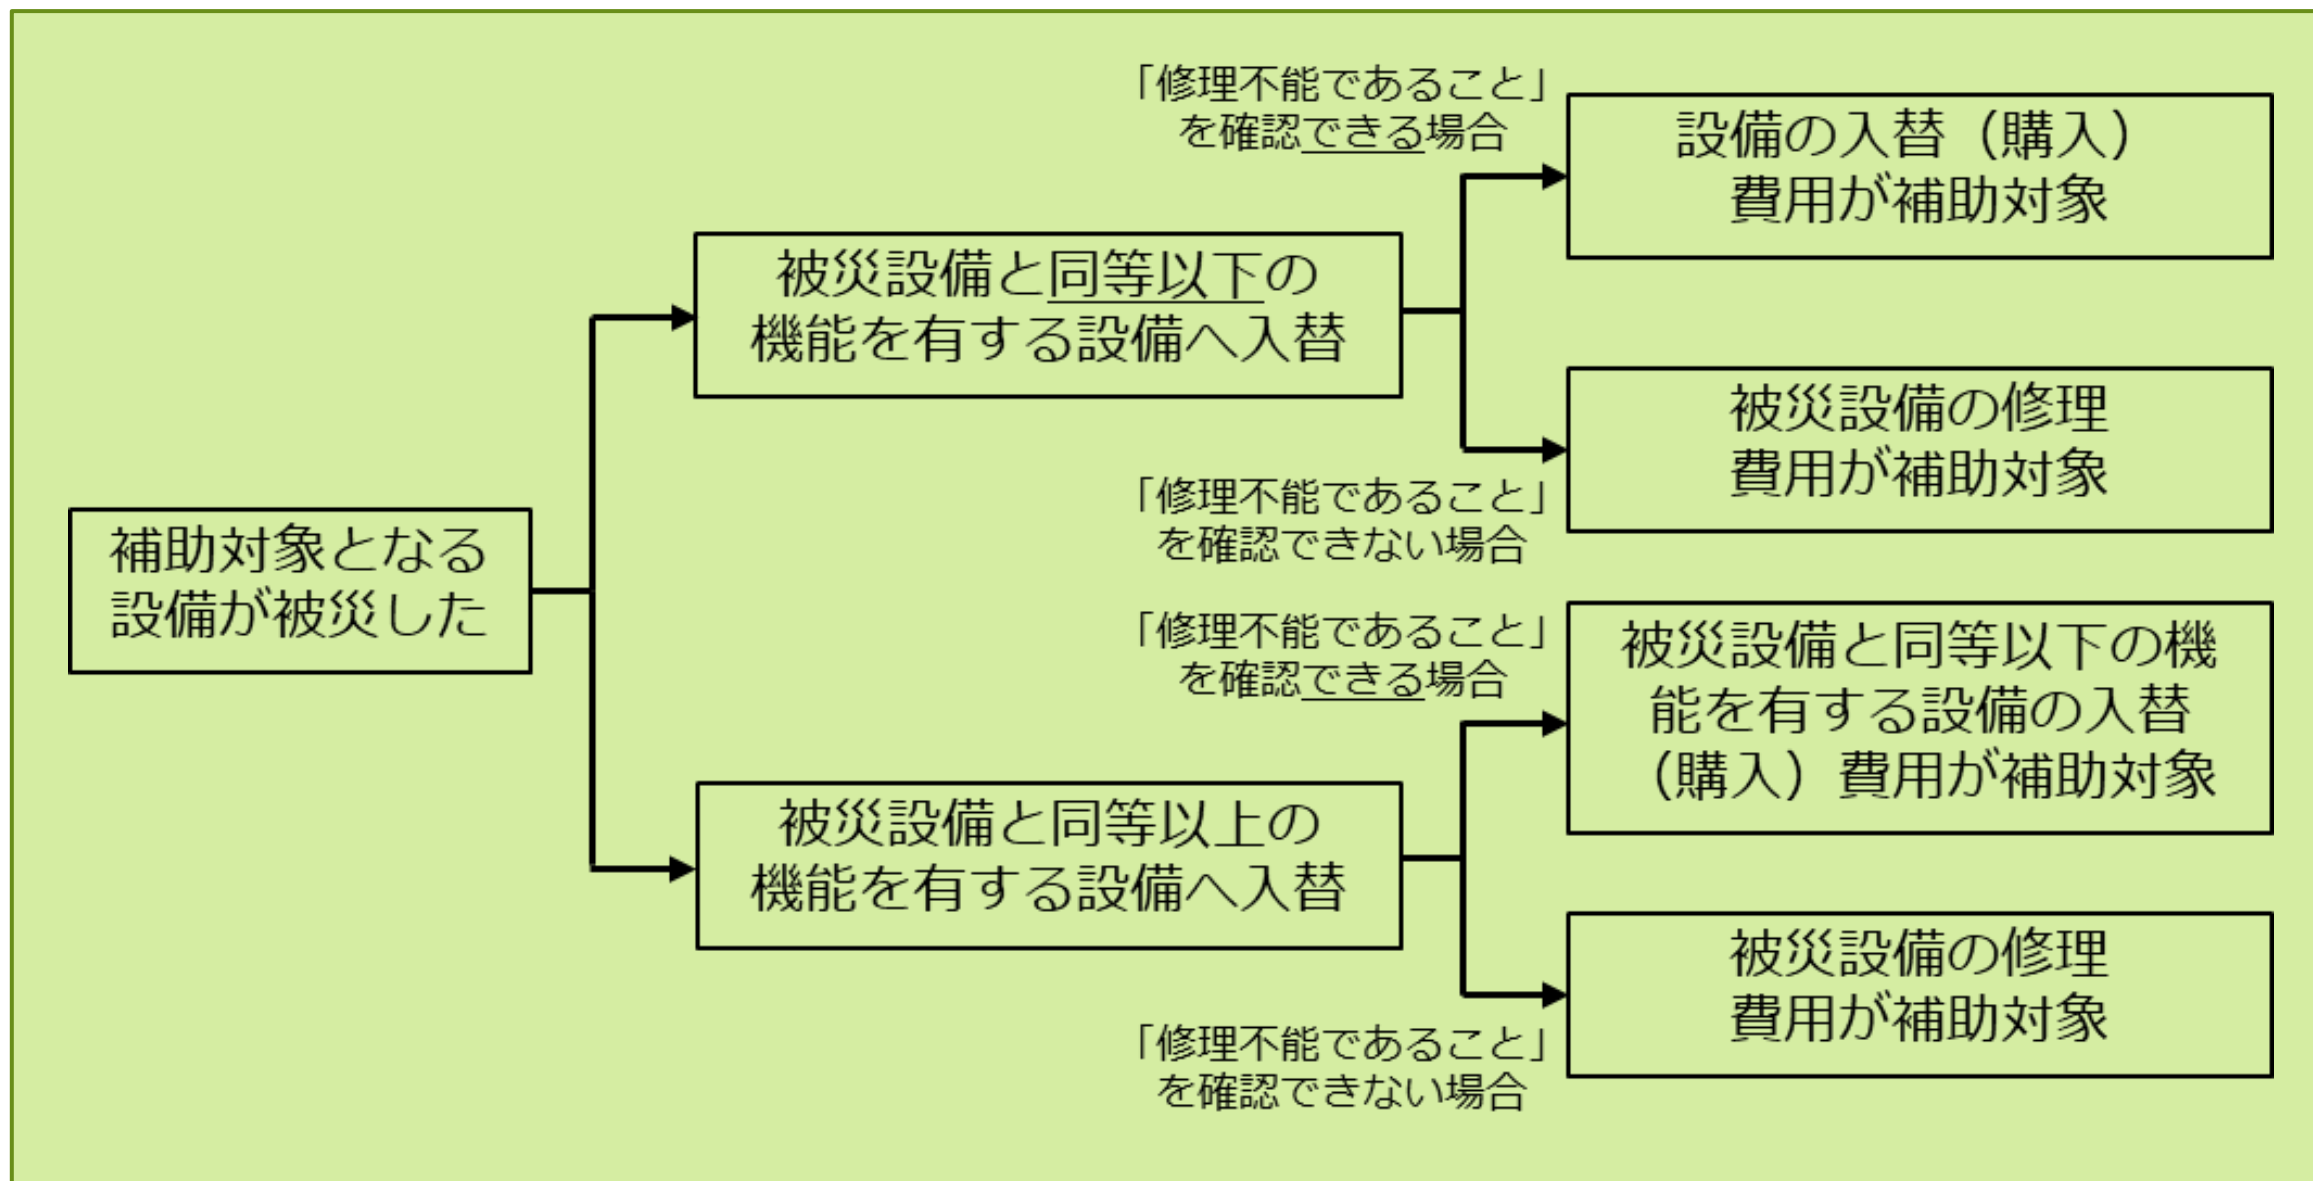 補助対象となる
設備が被災した
被災設備と同等以下の
機能を有する設備へ入替
「修理不能であること」
を確認できる場合
設備の入替（購入）
費用が補助対象
「修理不能であること」
を確認できない場合
被災設備の修理
費用が補助対象
被災設備と同等以上の
機能を有する設備へ入替
「修理不能であること」
を確認できる場合
被災設備と同等以下の機
能を有する設備の入替
（購入）費用が補助対象
「修理不能であること」
を確認できない場合
被災設備の修理
費用が補助対象